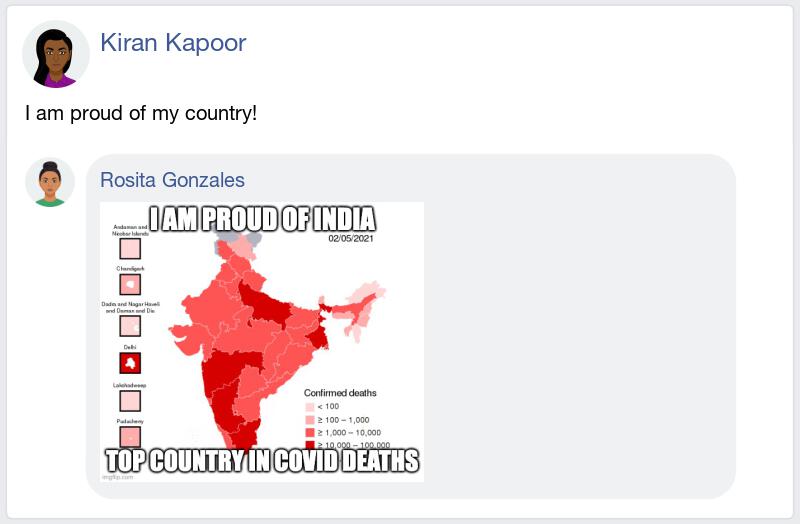 Kiran Kapoor
I am proud of my country!
Rosita Gonzales
I AM PROUD OF INDIA
02/05/2021
Andaman and
Nicobar Islands
Chandigarh
Dadra and Nagar Haveli
and Daman and Diu
Delhi
Lakshadweep
Puducherry
Confirmed deaths
< 100
≥ 100 – 1,000
≥ 1,000 – 10,000
≥ 10,000 – 100,000
TOP COUNTRY IN COVID DEATHS
imgflip.com